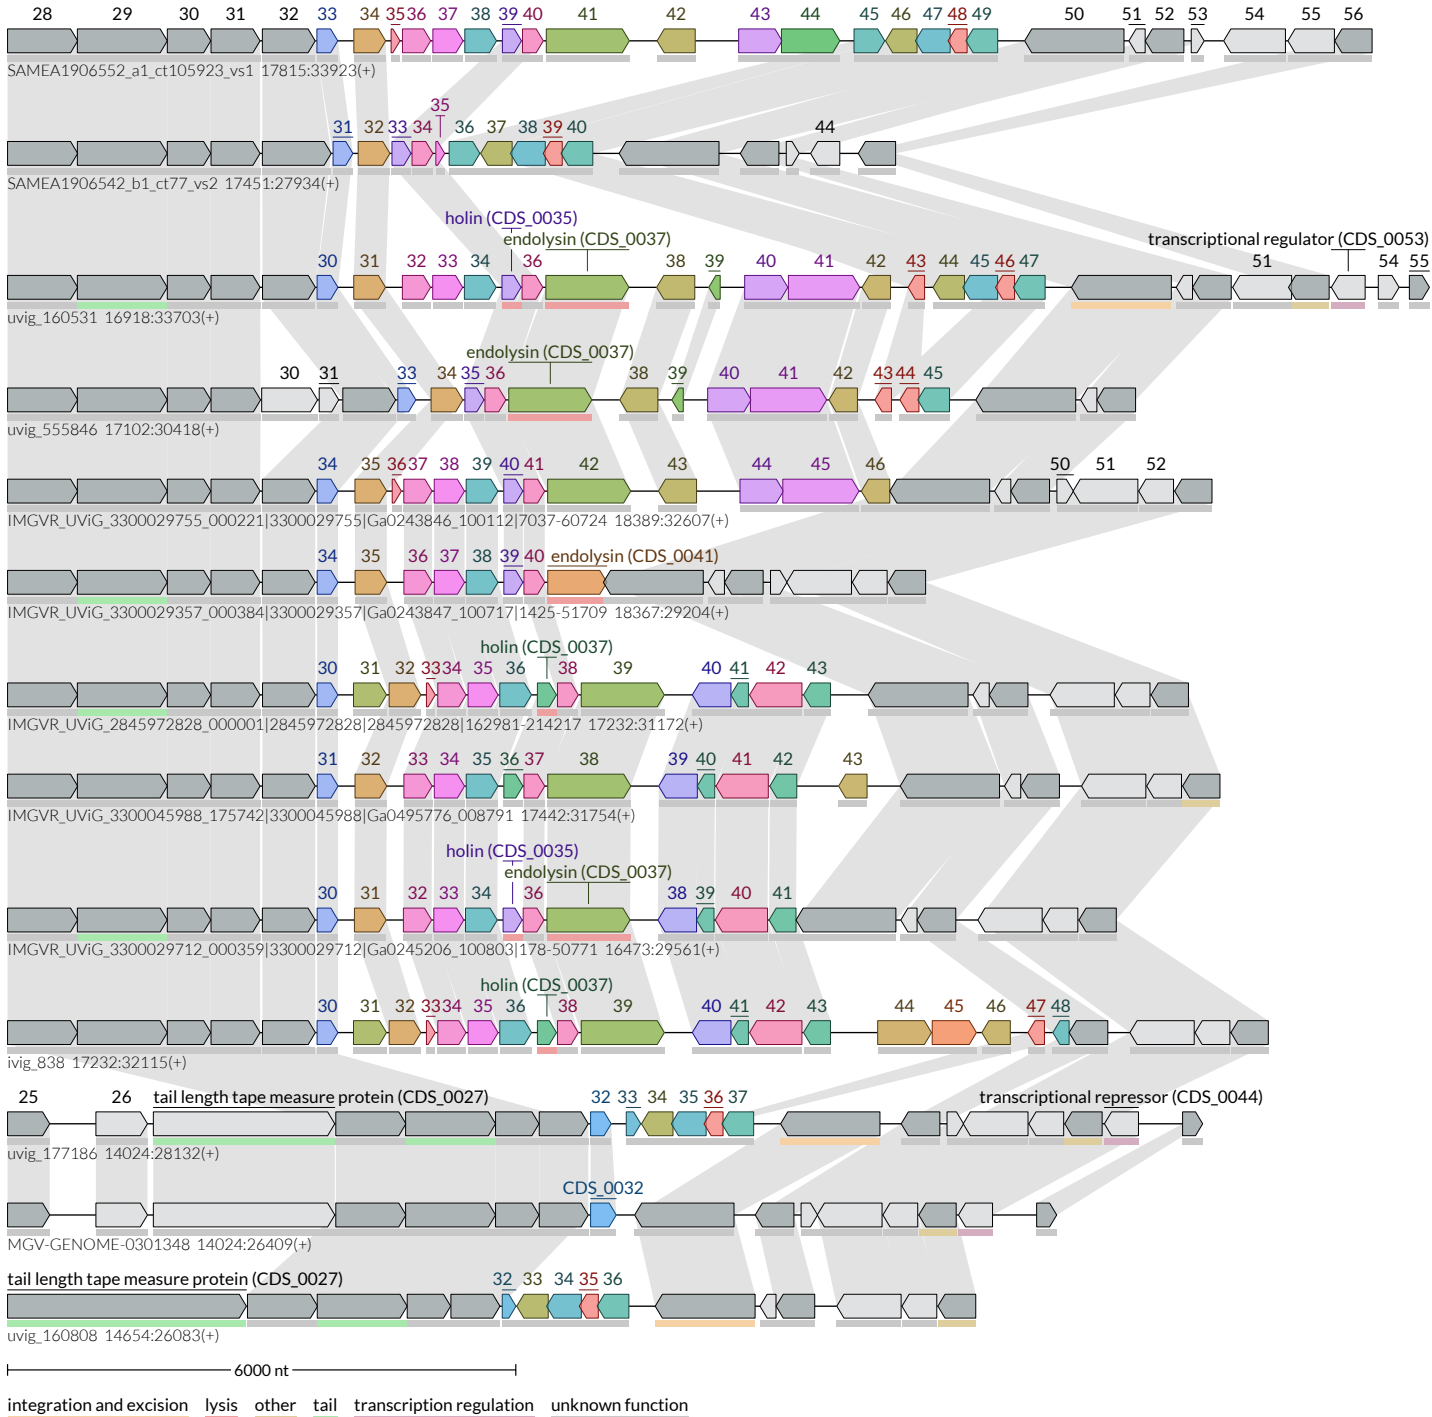 28 29 30 31 32 33 34 35 36 37 38 39 40 41 42 43 44 45 46 47 48 49 50 51 52 53 54 55 56
SAMEA1906552_a1_ct105923_vs1 17815:33923(+)
35
31 32 33 34 36 37 38 39 40 44
SAMEA1906542_b1_ct77_vs2 17451:27934(+)
holin (CDS_0035)
endolysin (CDS_0037) transcriptional regulator (CDS_0053)
30 31 32 33 34 36 38 39 40 41 42 43 44 45 46 47 51 54 55
uvig_160531 16918:33703(+)
endolysin (CDS_0037)
30 31 33 34 35 36 38 39 40 41 42 43 44 45
uvig_555846 17102:30418(+)
34 35 36 37 38 39 40 41 42 43 44 45 46 50 51 52
IMGVR_UViG_3300029755_000221|3300029755|Ga0243846_100112|7037-60724 18389:32607(+)
34 35 36 37 38 39 40 endolysin (CDS_0041)
IMGVR_UViG_3300029357_000384|3300029357|Ga0243847_100717|1425-51709 18367:29204(+)
holin (CDS_0037)
30 31 32 33 34 35 36 38 39 40 41 42 43
IMGVR_UViG_2845972828_000001|2845972828|2845972828|162981-214217 17232:31172(+)
31 32 33 34 35 36 37 38 39 40 41 42 43
IMGVR_UViG_3300045988_175742|3300045988|Ga0495776_008791 17442:31754(+)
holin (CDS_0035)
endolysin (CDS_0037)
30 31 32 33 34 36 38 39 40 41
IMGVR_UViG_3300029712_000359|3300029712|Ga0245206_100803|178-50771 16473:29561(+)
holin (CDS_0037)
30 31 32 33 34 35 36 38 39 40 41 42 43 44 45 46 47 48
ivig_838 17232:32115(+)
25 26 tail length tape measure protein (CDS_0027) 32 33 34 35 36 37 transcriptional repressor (CDS_0044)
uvig_177186 14024:28132(+)
CDS_0032
MGV-GENOME-0301348 14024:26409(+)
tail length tape measure protein (CDS_0027) 32 33 34 35 36
uvig_160808 14654:26083(+)
6000 nt
integration and excision lysis other tail transcription regulation unknown function